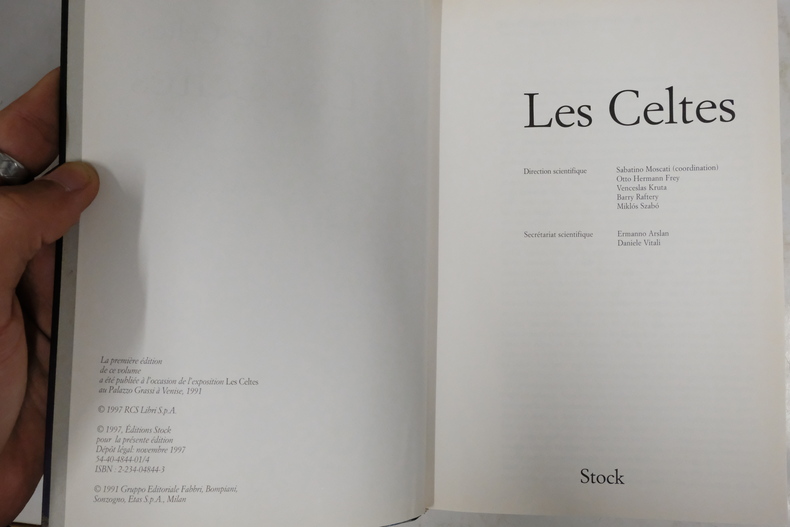 La première édition
de ce volume
a été publiée à l'occasion de l'exposition Les Celtes
au Palazzo Grassi à Venise, 1991
© 1997 RCS Libri S.p.A.
© 1997, Éditions Stock
pour la présente édition
Dépôt légal: novembre 1997
54-40-4844-01/4
ISBN : 2-234-04844-3
© 1991 Gruppo Editoriale Fabbri, Bompiani,
Sonzogno, Etas S.p.A., Milan
Les Celtes
Direction scientifique Sabatino Moscati (coordination)
Otto Hermann Frey
Venceslas Kruta
Barry Raftery
Miklós Szabó
Secrétariat scientifique Ermanno Arslan
Daniele Vitali
Stock